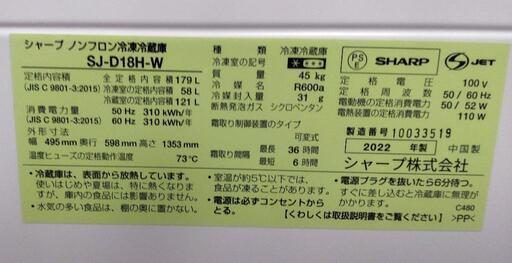 シャープ ノンフロン冷凍冷蔵庫
SJ-D18H-W
定格内容積 全定格内容積 179 L
(JIS C 9801-3:2015) 冷凍室の内容積 58 L
冷蔵室の内容積 121 L
消費電力量 50 Hz 310 kWh/年
(JIS C 9801-3:2015) 60 Hz 310 kWh/年
外形寸法
幅 495 mm 奥行 598 mm 高さ 1353 mm
温度ヒューズの定格動作温度 73℃
種類 冷凍冷蔵庫
冷凍室の記号
質量 45 kg
冷媒 R600a
冷媒封入量 31 g
断熱発泡ガス シクロペンタン
霜取り制御装置のタイプ
可変式
霜取り間隔 最長 36 時間
最短 6 時間
PS E SHARP S JET
定格電圧 100 V
定格周波数 50 / 60 Hz
電動機の定格消費電力 50 / 52 W
電熱装置の定格消費電力 110 W
製造番号 10033519
2022 年製 中国製
シャープ株式会社
・冷蔵庫は、表面から放熱しています。
使いはじめや夏場は、特に熱くなり
ますが、庫内の食品には影響ありません。
・水気の多い食品は、棚の奥に置かない。
・室温が約5℃以下では、
食品が凍ることがあります。
・電源は必ずコンセントから
とる。
・電源プラグを抜いたら6分待つ。
すぐに差し込むと冷蔵庫に無理が
かかります。
【くわしくは取扱説明書をご覧ください】
C480
>PP<